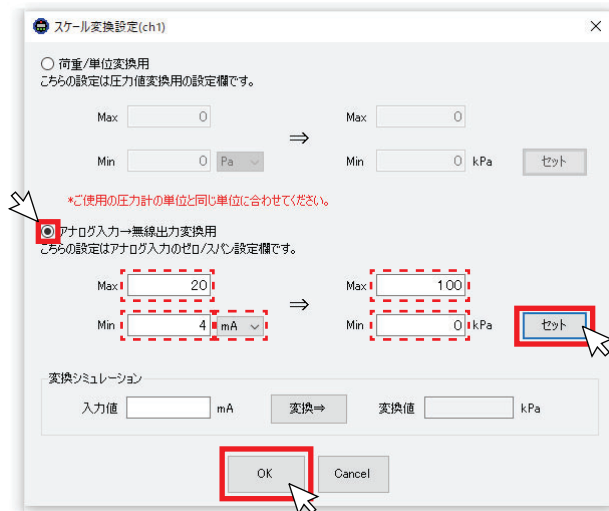 スケール変換設定(ch1)
荷重/単位変換用
こちらの設定は圧力値変換用の設定欄です。
Max 0 ⇒ Max 0
Min 0 Pa Min 0 kPa セット
*ご使用の圧力計の単位と同じ単位に合わせてください。
アナログ入力→無線出力変換用
こちらの設定はアナログ入力のゼロ/スパン設定欄です。
Max 20 ⇒ Max 100
Min 4 mA Min 0 kPa セット
変換シミュレーション
入力値 mA 変換⇒ 変換値 kPa
OK Cancel